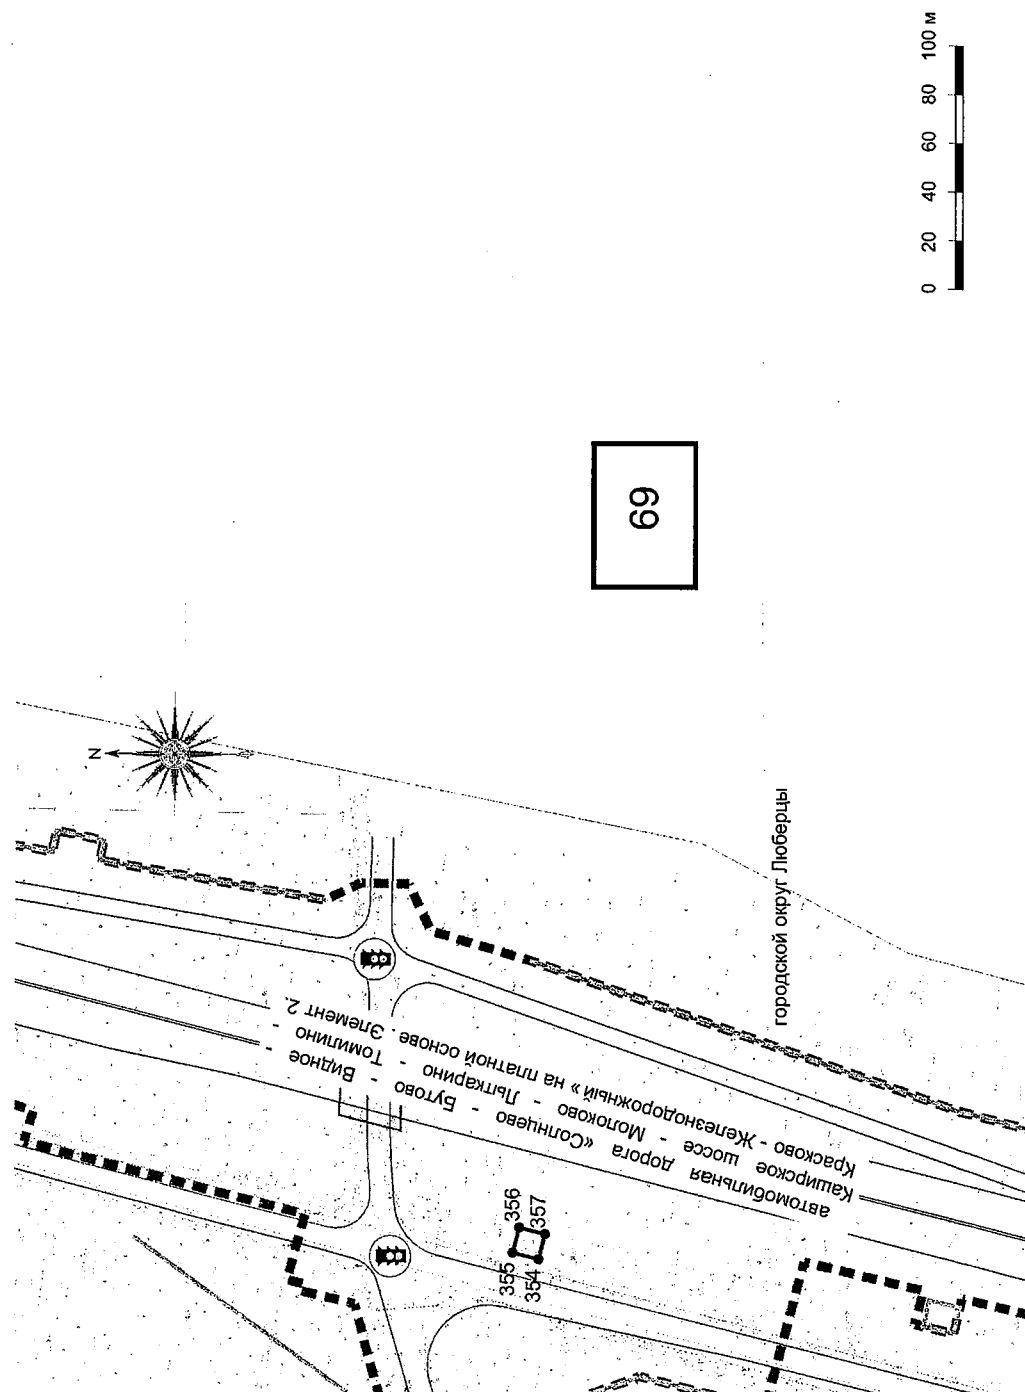 0 20 40 60 80 100 м
69
N
городской округ Люберцы
автомобильная дорога «Солнцево - Бутово - Видное -
Каширское шоссе - Молоково - Лыткарино - Томилино -
Красково - Железнодорожный» на платной основе. Элемент 2.
355
356
354
357